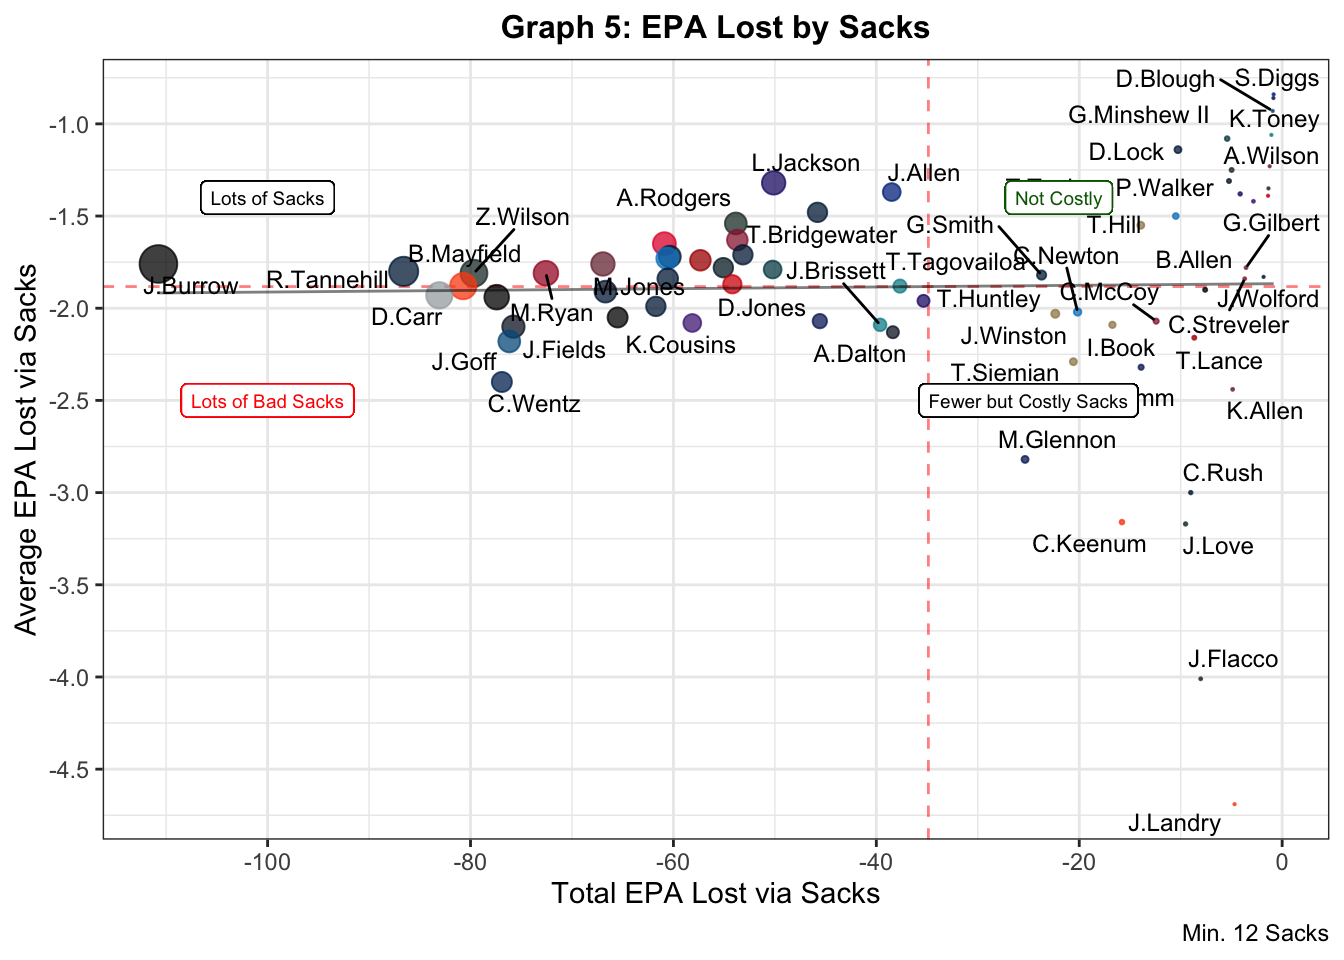 Graph 5: EPA Lost by Sacks
D.Blough
S.Diggs
G.Minshew II
K.Toney
-1.0
D.Lock
A.Wilson
L.Jackson
J.Allen
P.Walker
Lots of Sacks
A.Rodgers
Not Costly
-1.5
Z.Wilson
G.Smith
T.Hill
G.Gilbert
T.Bridgewater
B.Mayfield
C.Newton
B.Allen
T.Tagovailoa
J.Brissett
R.Tannehill
J.Burrow
M.Jones
C.McCoy
T.Huntley
J.Wolford
-2.0
D.Jones
M.Ryan
D.Carr
C.Streveler
J.Winston
K.Cousins
I.Book
J.Fields
A.Dalton
J.Goff
T.Lance
T.Siemian
Lots of Bad Sacks
Fewer but Costly Sacks
mm
-2.5
C.Wentz
K.Allen
M.Glennon
C.Rush
-3.0
C.Keenum
J.Love
-3.5
J.Flacco
-4.0
-4.5
J.Landry
Average EPA Lost via Sacks
-100
-80
-60
-40
-20
0
Total EPA Lost via Sacks
Min. 12 Sacks